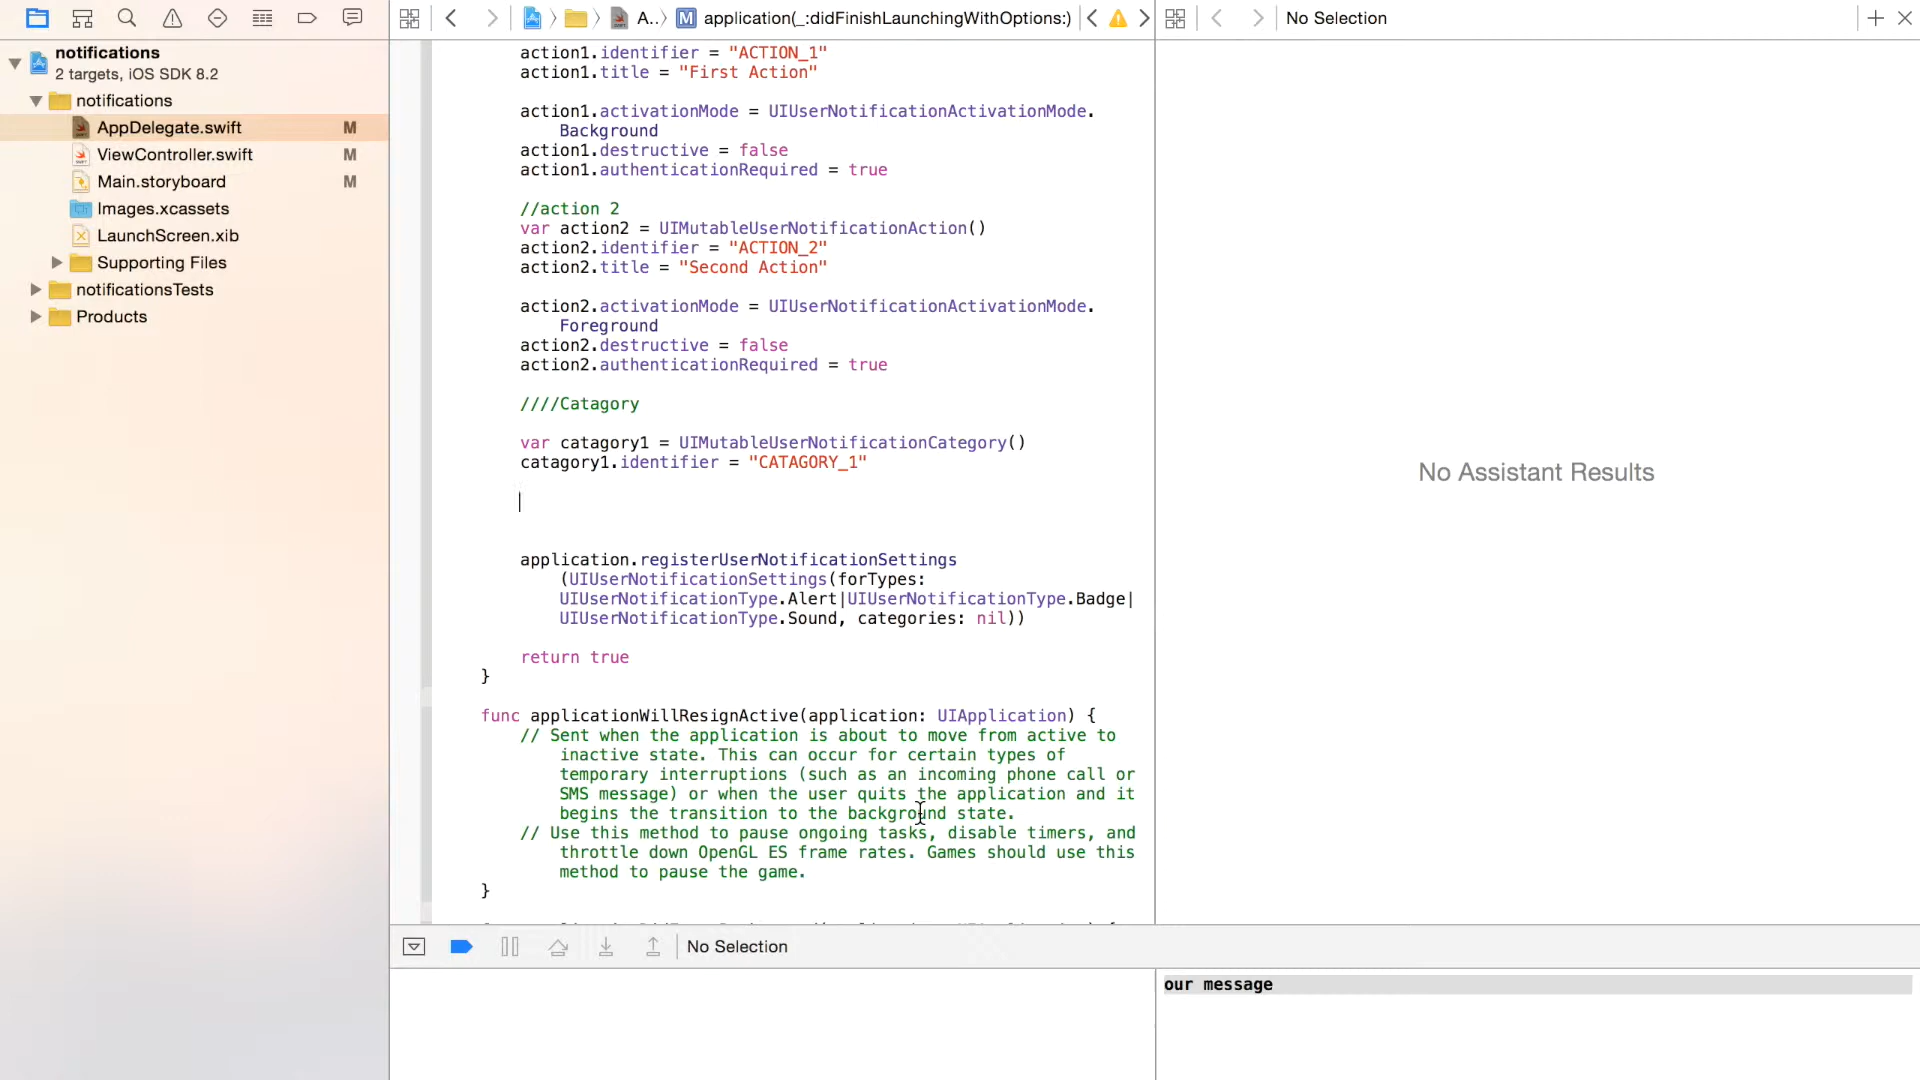 A..
application(_:didFinishLaunchingWithOptions:)
No Selection
notifications
2 targets, iOS SDK 8.2
notifications
AppDelegate.swift M
ViewController.swift M
Main.storyboard M
Images.xcassets
LaunchScreen.xib
Supporting Files
notificationsTests
Products
action1.identifier = "ACTION_1"
action1.title = "First Action"
action1.activationMode = UIUserNotificationActivationMode.
Background
action1.destructive = false
action1.authenticationRequired = true
//action 2
var action2 = UIMutableUserNotificationAction()
action2.identifier = "ACTION_2"
action2.title = "Second Action"
action2.activationMode = UIUserNotificationActivationMode.
Foreground
action2.destructive = false
action2.authenticationRequired = true
////Catagory
var catagory1 = UIMutableUserNotificationCategory()
catagory1.identifier = "CATAGORY_1"
application.registerUserNotificationSettings
(UIUserNotificationSettings(forTypes:
UIUserNotificationType.Alert|UIUserNotificationType.Badge|
UIUserNotificationType.Sound, categories: nil))
return true
}
func applicationWillResignActive(application: UIApplication) {
// Sent when the application is about to move from active to
inactive state. This can occur for certain types of
temporary interruptions (such as an incoming phone call or
SMS message) or when the user quits the application and it
begins the transition to the background state.
// Use this method to pause ongoing tasks, disable timers, and
throttle down OpenGL ES frame rates. Games should use this
method to pause the game.
}
No Assistant Results
No Selection
our message